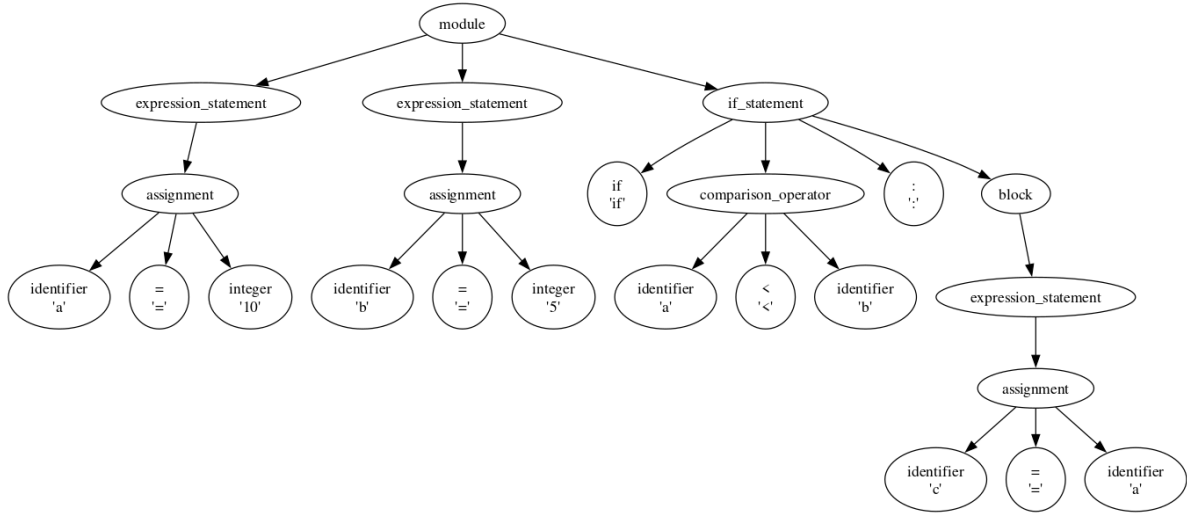 module
expression_statement
expression_statement
if_statement
assignment
assignment
if
'if'
comparison_operator
:
':'
block
identifier
'a'
=
'='
integer
'10'
identifier
'b'
=
'='
integer
'5'
identifier
'a'
<
'<'
identifier
'b'
expression_statement
assignment
identifier
'c'
=
'='
identifier
'a'